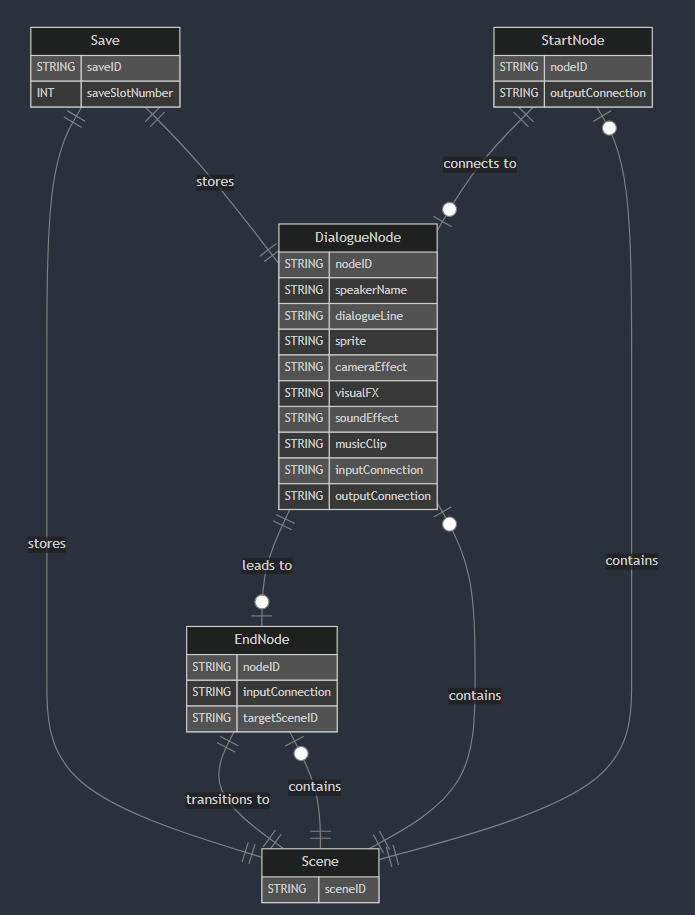 Save
STRING saveID
INT saveSlotNumber
StartNode
STRING nodeID
STRING outputConnection
stores
connects to
DialogueNode
STRING nodeID
STRING speakerName
STRING dialogueLine
STRING sprite
STRING cameraEffect
STRING visualFX
STRING soundEffect
STRING musicClip
STRING inputConnection
STRING outputConnection
stores
leads to
contains
EndNode
STRING nodeID
STRING inputConnection
STRING targetSceneID
contains
transitions to
contains
Scene
STRING sceneID